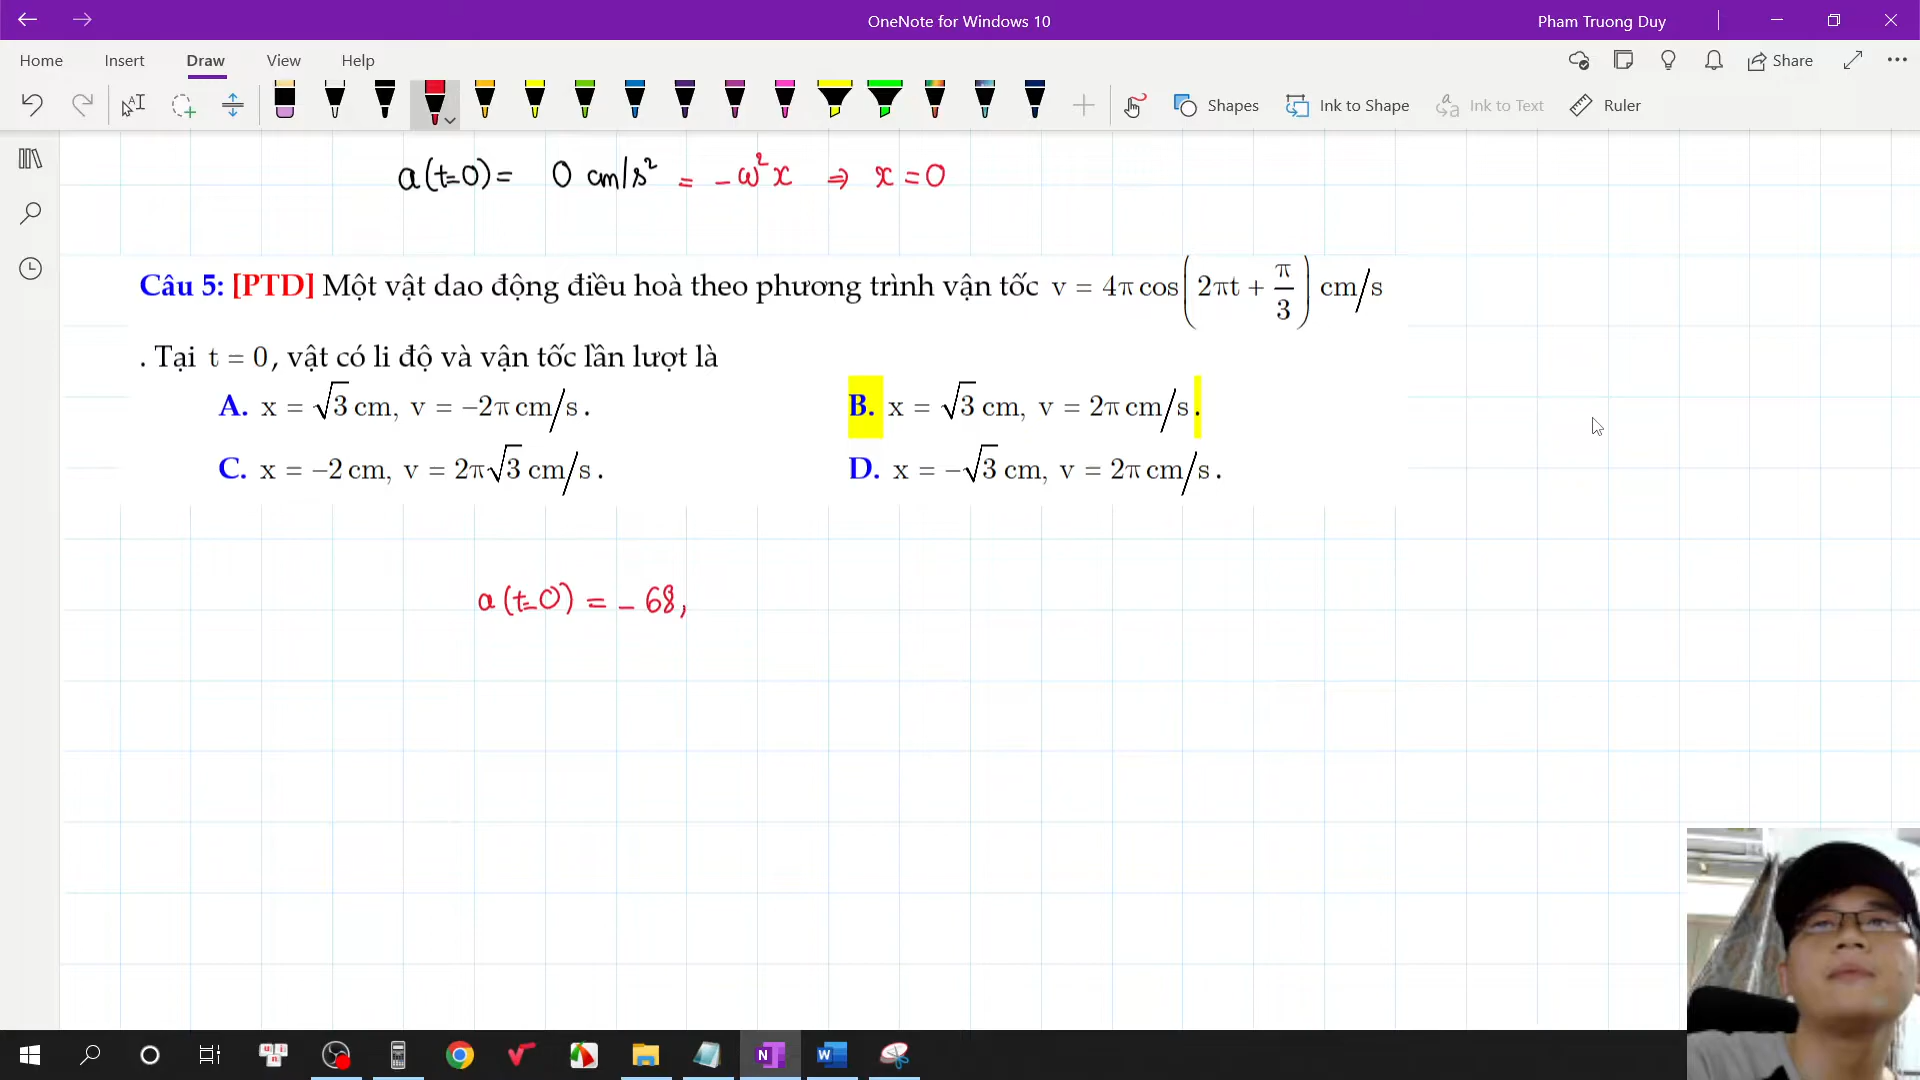 OneNote for Windows 10
Pham Truong Duy
Home Insert Draw View Help
Share
Shapes Ink to Shape Ink to Text Ruler
a(t=0) = 0 cm/s² = -ω²x ⇒ x = 0
Câu 5: [PTD] Một vật dao động điều hoà theo phương trình vận tốc v = 4π cos(2πt + π/3) cm/s
. Tại t = 0, vật có li độ và vận tốc lần lượt là
A. x = √3 cm, v = −2π cm/s. B. x = √3 cm, v = 2π cm/s.
C. x = −2 cm, v = 2π√3 cm/s. D. x = −√3 cm, v = 2π cm/s.
a(t=0) = - 68,